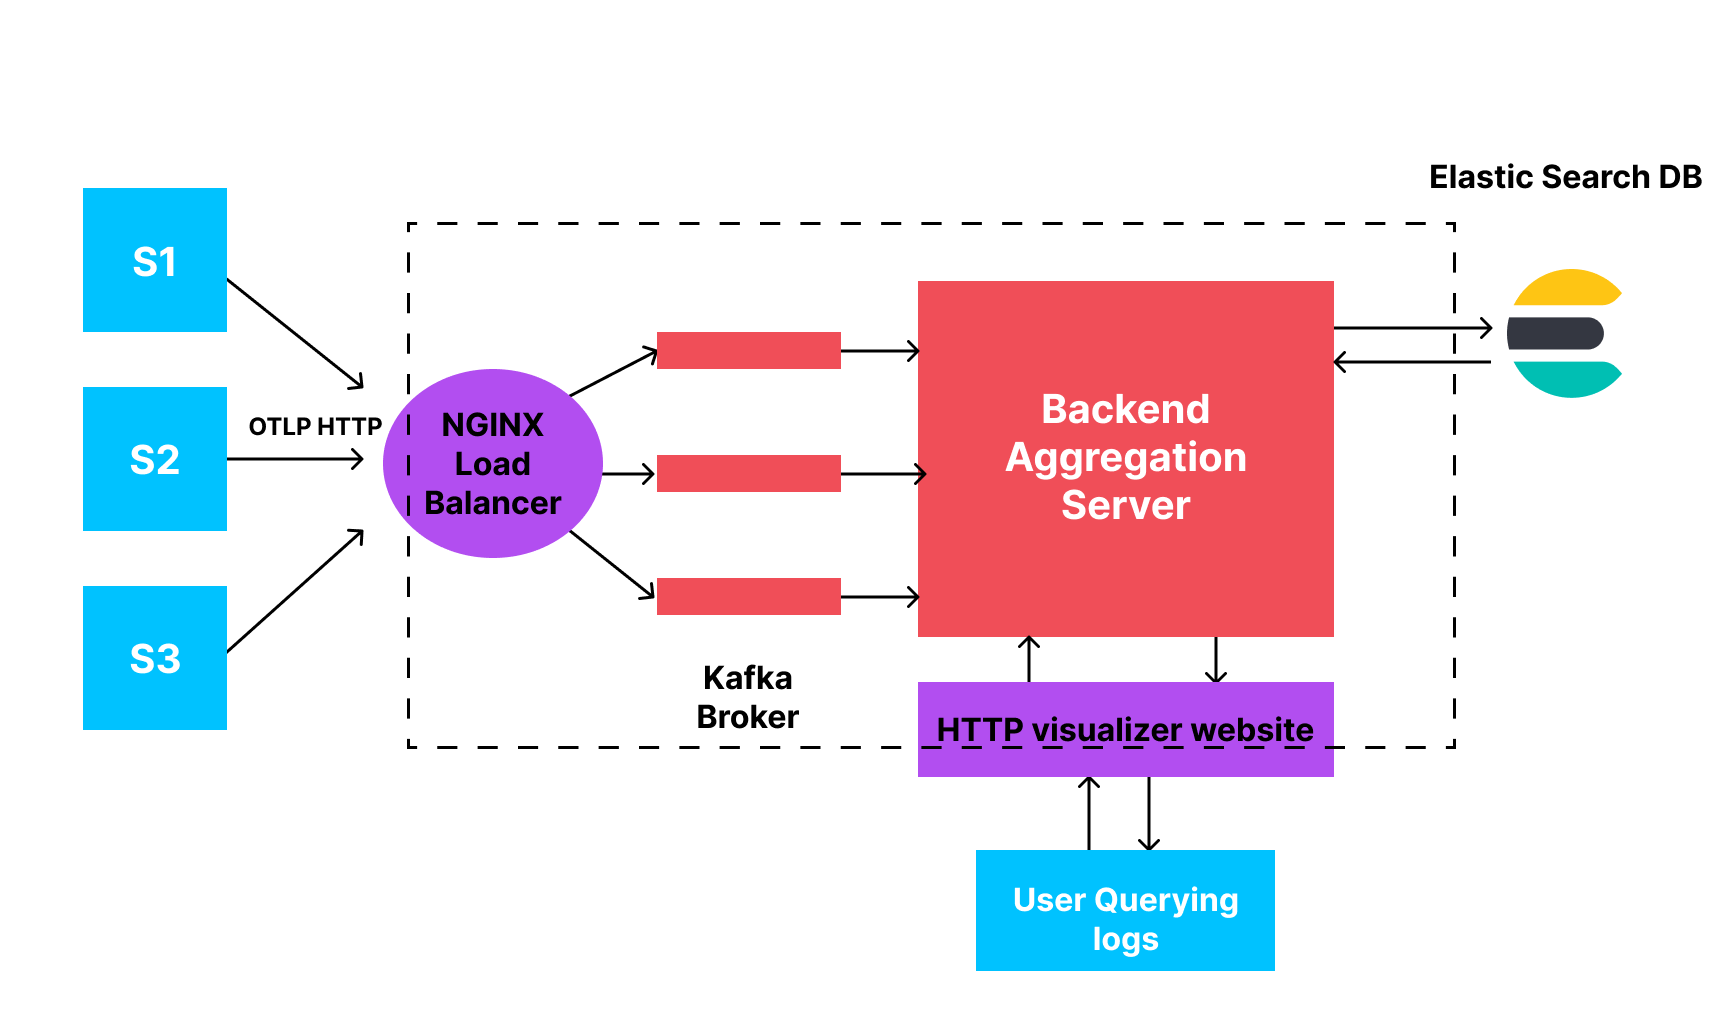 Elastic Search DB
S1
OTLP HTTP
S2
S3
NGINX
Load
Balancer
Kafka
Broker
Backend
Aggregation
Server
HTTP visualizer website
User Querying
logs